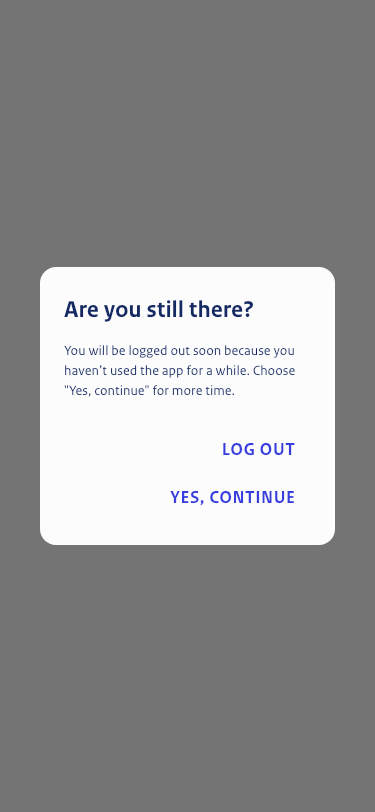 Are you still there?
You will be logged out soon because you
haven't used the app for a while. Choose
"Yes, continue" for more time.
LOG OUT
YES, CONTINUE